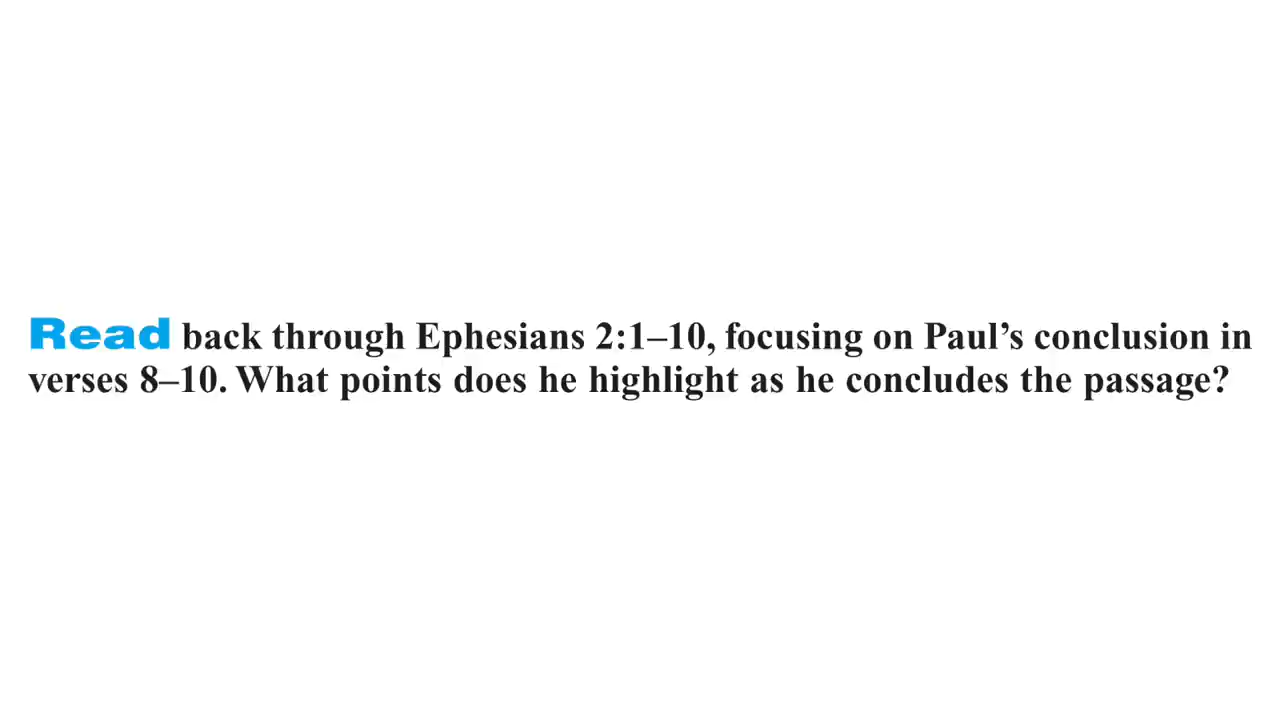 Read back through Ephesians 2:1–10, focusing on Paul’s conclusion in
verses 8–10. What points does he highlight as he concludes the passage?